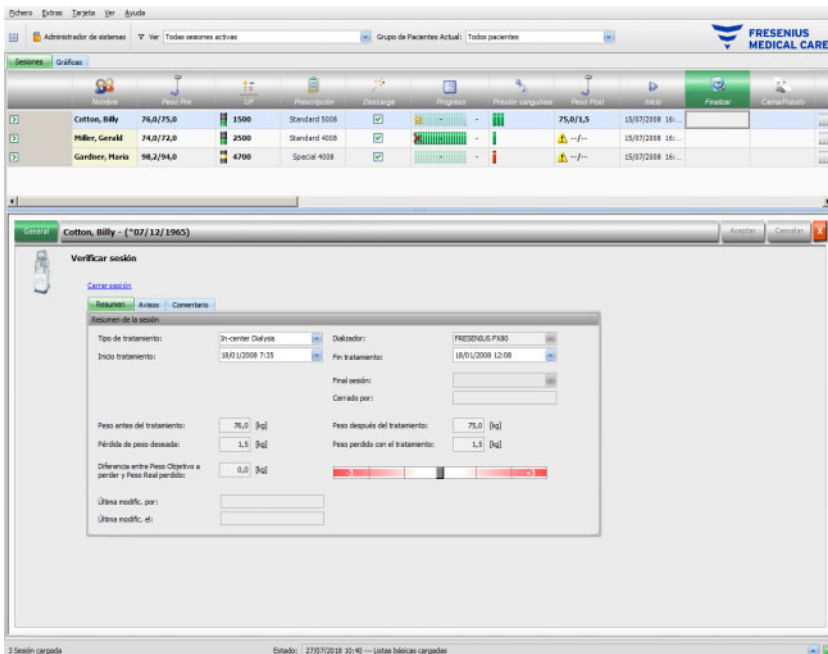 Fichero Extras Tarjeta Ver Ayuda
Administrador de sistemas Ver Todas sesiones activas Grupo de Pacientes Actual: Todos pacientes
FRESENIUS
MEDICAL CARE
Sesiones Gráficas
Nombre Peso Pre UF Prescripción Descarga Progreso Presión sanguínea Peso Post Inicio Finalizar Cama/Puesto
Cotton, Billy 76,0/75,0 1500 Standard 5008 - - 75,0/1,5 15/07/2008 16:...
Miller, Gerald 74,0/72,0 2500 Standard 4008 - --/-- 15/07/2008 16:...
Gardner, Maria 98,2/94,0 4700 Special 4008 - - --/-- 15/07/2008 16:...
General Cotton, Billy - (*07/12/1965) Aceptar Cancelar X
Verificar sesión
Cerrar sesión
Resumen Avisos Comentario
Resumen de la sesión
Tipo de tratamiento: In-center Dialysis Dializador: FRESENIUS FX80
Inicio tratamiento: 18/01/2008 7:35 Fin tratamiento: 18/01/2008 12:08
Final sesión:
Cerrado por:
Peso antes del tratamiento: 76,0 [kg] Peso después del tratamiento: 75,0 [kg]
Pérdida de peso deseada: 1,5 [kg] Peso perdido con el tratamiento: 1,5 [kg]
Diferencia entre Peso Objetivo a
perder y Peso Real perdido: 0,0 [kg] -3 +3
Última modific. por:
Última modific. el:
3 Sesión cargada Estado: 27/07/2018 10:40 --- Listas básicas cargadas